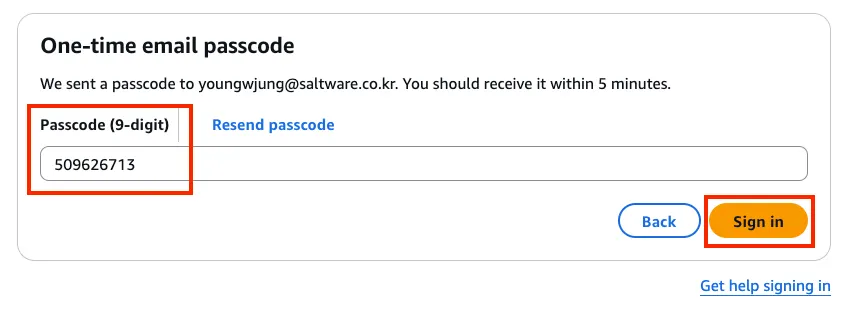 One-time email passcode
We sent a passcode to youngwjung@saltware.co.kr. You should receive it within 5 minutes.
Passcode (9-digit) Resend passcode
509626713
Back Sign in
Get help signing in